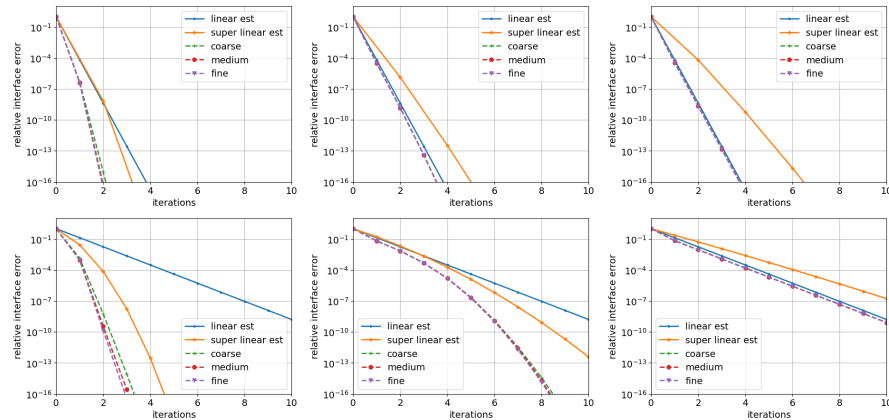 relative interface error
10⁻¹
10⁻⁴
10⁻⁷
10⁻¹⁰
10⁻¹³
10⁻¹⁶
linear est
super linear est
coarse
medium
fine
0 2 4 6 8 10
iterations
relative interface error
10⁻¹
10⁻⁴
10⁻⁷
10⁻¹⁰
10⁻¹³
10⁻¹⁶
linear est
super linear est
coarse
medium
fine
0 2 4 6 8 10
iterations
relative interface error
10⁻¹
10⁻⁴
10⁻⁷
10⁻¹⁰
10⁻¹³
10⁻¹⁶
linear est
super linear est
coarse
medium
fine
0 2 4 6 8 10
iterations
relative interface error
10⁻¹
10⁻⁴
10⁻⁷
10⁻¹⁰
10⁻¹³
10⁻¹⁶
linear est
super linear est
coarse
medium
fine
0 2 4 6 8 10
iterations
relative interface error
10⁻¹
10⁻⁴
10⁻⁷
10⁻¹⁰
10⁻¹³
10⁻¹⁶
linear est
super linear est
coarse
medium
fine
0 2 4 6 8 10
iterations
relative interface error
10⁻¹
10⁻⁴
10⁻⁷
10⁻¹⁰
10⁻¹³
10⁻¹⁶
linear est
super linear est
coarse
medium
fine
0 2 4 6 8 10
iterations